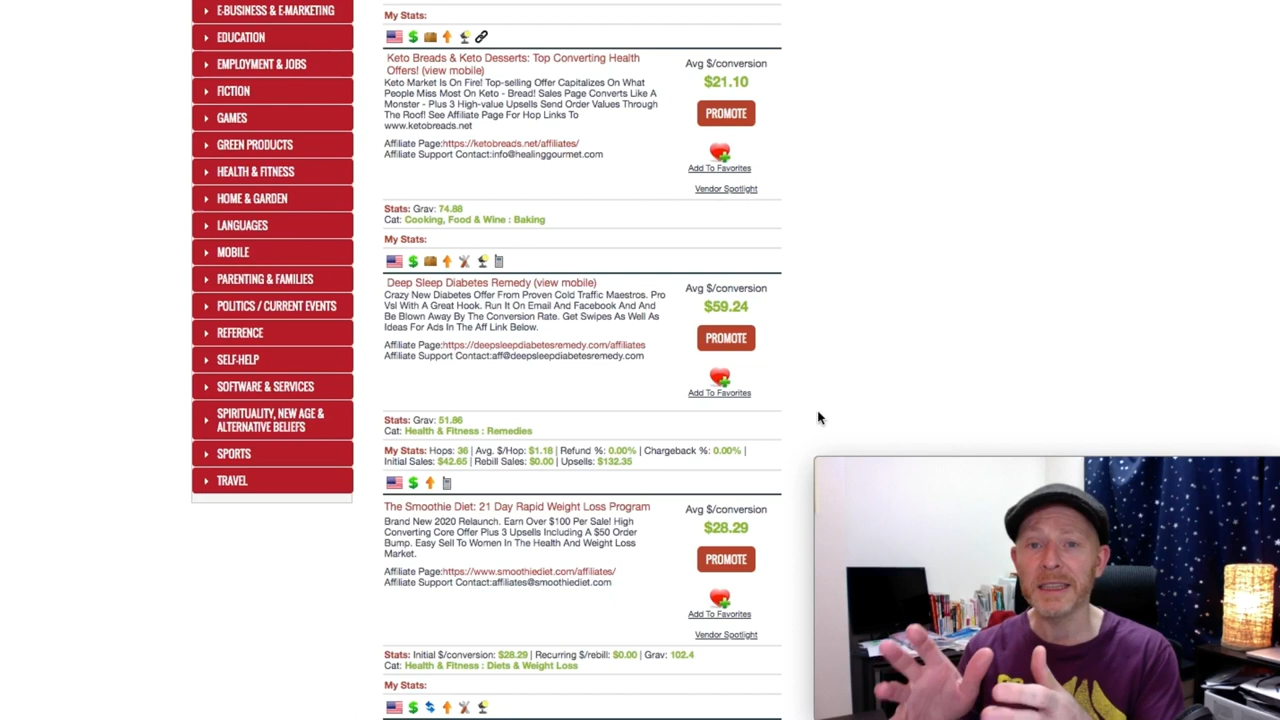 E-BUSINESS & E-MARKETING
EDUCATION
EMPLOYMENT & JOBS
FICTION
GAMES
GREEN PRODUCTS
HEALTH & FITNESS
HOME & GARDEN
LANGUAGES
MOBILE
PARENTING & FAMILIES
POLITICS / CURRENT EVENTS
REFERENCE
SELF-HELP
SOFTWARE & SERVICES
SPIRITUALITY, NEW AGE &
ALTERNATIVE BELIEFS
SPORTS
TRAVEL
My Stats:
Keto Breads & Keto Desserts: Top Converting Health
Offers! (view mobile)
Keto Market Is On Fire! Top-selling Offer Capitalizes On What
People Miss Most On Keto - Bread! Sales Page Converts Like A
Monster - Plus 3 High-value Upsells Send Order Values Through
The Roof! See Affiliate Page For Hop Links To
www.ketobreads.net
Affiliate Page:https://ketobreads.net/affiliates/
Affiliate Support Contact:info@healinggourmet.com
Avg $/conversion
$21.10
PROMOTE
Add To Favorites
Vendor Spotlight
Stats: Grav: 74.88
Cat: Cooking, Food & Wine : Baking
My Stats:
Deep Sleep Diabetes Remedy (view mobile)
Crazy New Diabetes Offer From Proven Cold Traffic Maestros. Pro
Vsl With A Great Hook. Run It On Email And Facebook And And
Be Blown Away By The Conversion Rate. Get Swipes As Well As
Ideas For Ads In The Aff Link Below.
Affiliate Page:https://deepsleepdiabetesremedy.com/affiliates
Affiliate Support Contact:aff@deepsleepdiabetesremedy.com
Avg $/conversion
$59.24
PROMOTE
Add To Favorites
Stats: Grav: 51.86
Cat: Health & Fitness : Remedies
My Stats: Hops: 36 | Avg. $/Hop: $1.18 | Refund %: 0.00% | Chargeback %: 0.00% |
Initial Sales: $42.65 | Rebill Sales: $0.00 | Upsells: $132.35
The Smoothie Diet: 21 Day Rapid Weight Loss Program
Brand New 2020 Relaunch. Earn Over $100 Per Sale! High
Converting Core Offer Plus 3 Upsells Including A $50 Order
Bump. Easy Sell To Women In The Health And Weight Loss
Market.
Affiliate Page:https://www.smoothiediet.com/affiliates/
Affiliate Support Contact:affiliates@smoothiediet.com
Avg $/conversion
$28.29
PROMOTE
Add To Favorites
Vendor Spotlight
Stats: Initial $/conversion: $28.29 | Recurring $/rebill: $0.00 | Grav: 102.4
Cat: Health & Fitness : Diets & Weight Loss
My Stats: